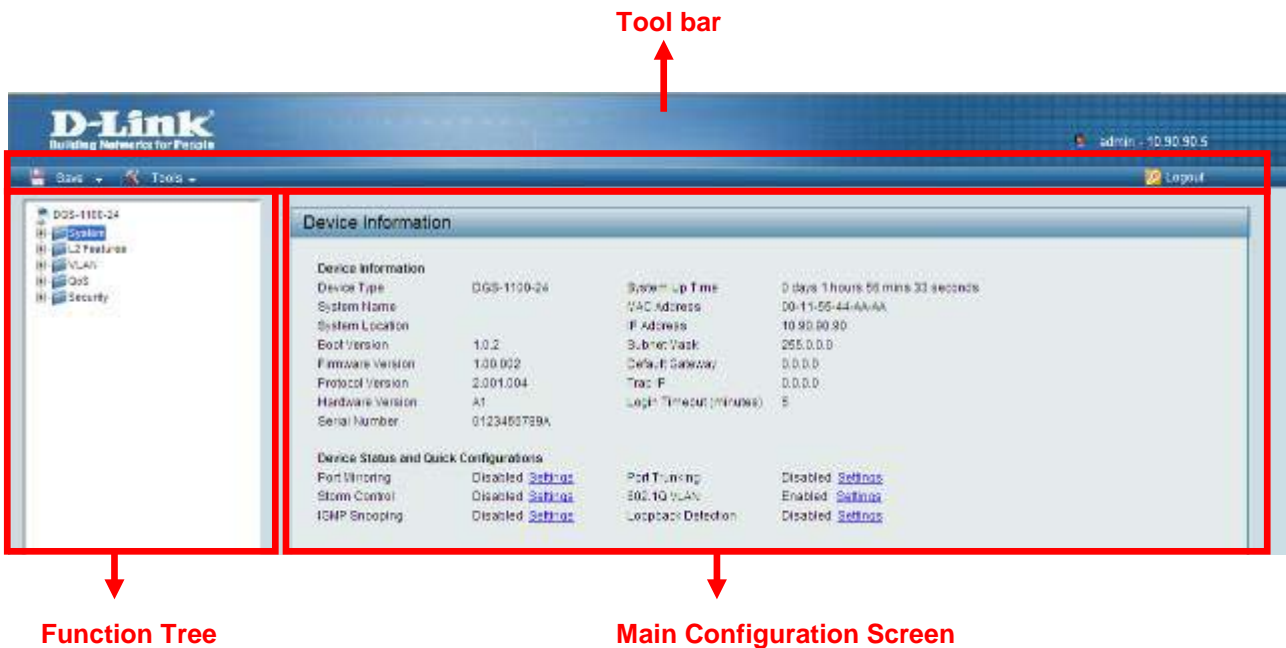 Tool bar
D-Link
Building Networks for People
admin - 10.90.90.5
Save Tools Logout
DGS-1100-24
System
L2 Features
VLAN
QoS
Security
Device Information
Device Information
Device Type DGS-1100-24 System Up Time 0 days 1 hours 56 mins 33 seconds
System Name MAC Address 00-11-55-44-AA-AA
System Location IP Address 10.90.90.90
Boot Version 1.0.2 Subnet Mask 255.0.0.0
Firmware Version 1.00.002 Default Gateway 0.0.0.0
Protocol Version 2.001.004 Trap IP 0.0.0.0
Hardware Version A1 Login Timeout (minutes) 5
Serial Number 0123456789A
Device Status and Quick Configurations
Port Mirroring Disabled Settings Port Trunking Disabled Settings
Storm Control Disabled Settings 802.1Q VLAN Enabled Settings
IGMP Snooping Disabled Settings Loopback Detection Disabled Settings
Function Tree Main Configuration Screen